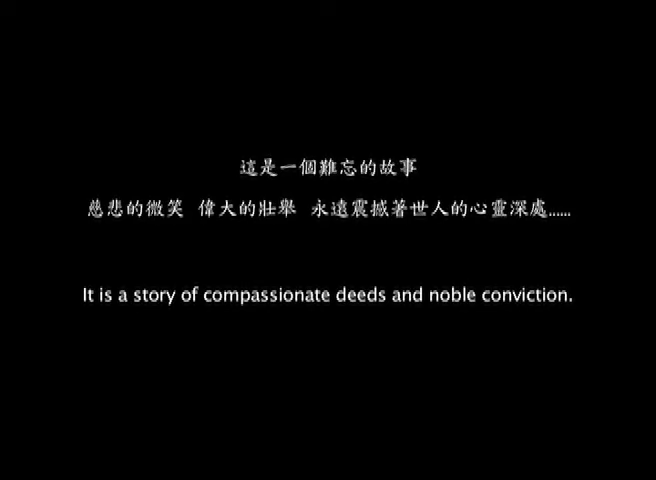 這是一個難忘的故事
慈悲的微笑 偉大的壯舉 永遠震撼著世人的心靈深處......
It is a story of compassionate deeds and noble conviction.